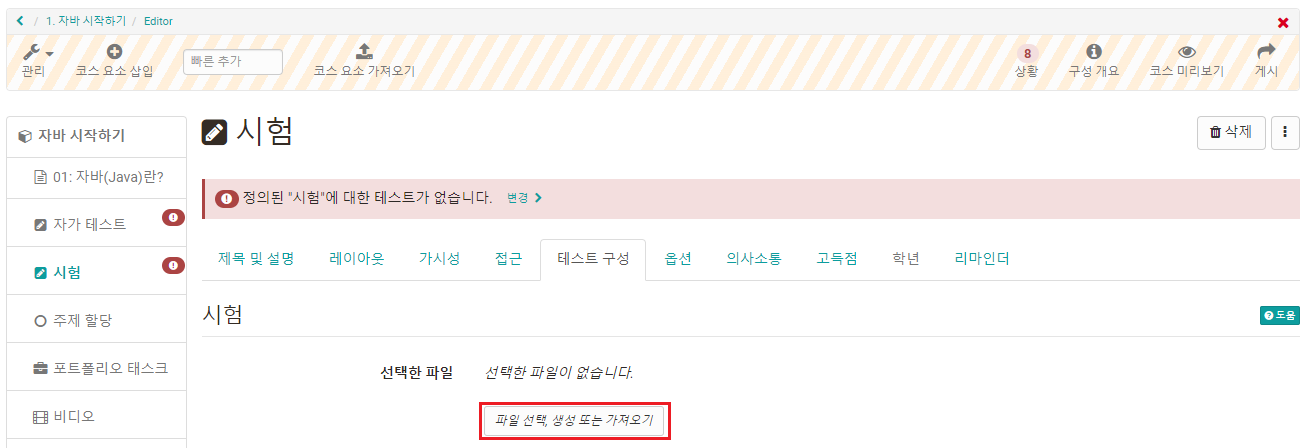 / 1. 자바 시작하기 / Editor
관리
코스 요소 삽입
빠른 추가
코스 요소 가져오기
8
상황
구성 개요
코스 미리보기
게시
자바 시작하기
01: 자바(Java)란?
자가 테스트
시험
주제 할당
포트폴리오 태스크
비디오
시험
삭제
정의된 "시험"에 대한 테스트가 없습니다. 변경
제목 및 설명 레이아웃 가시성 접근 테스트 구성 옵션 의사소통 고득점 학년 리마인더
시험
도움
선택한 파일 선택한 파일이 없습니다.
파일 선택, 생성 또는 가져오기